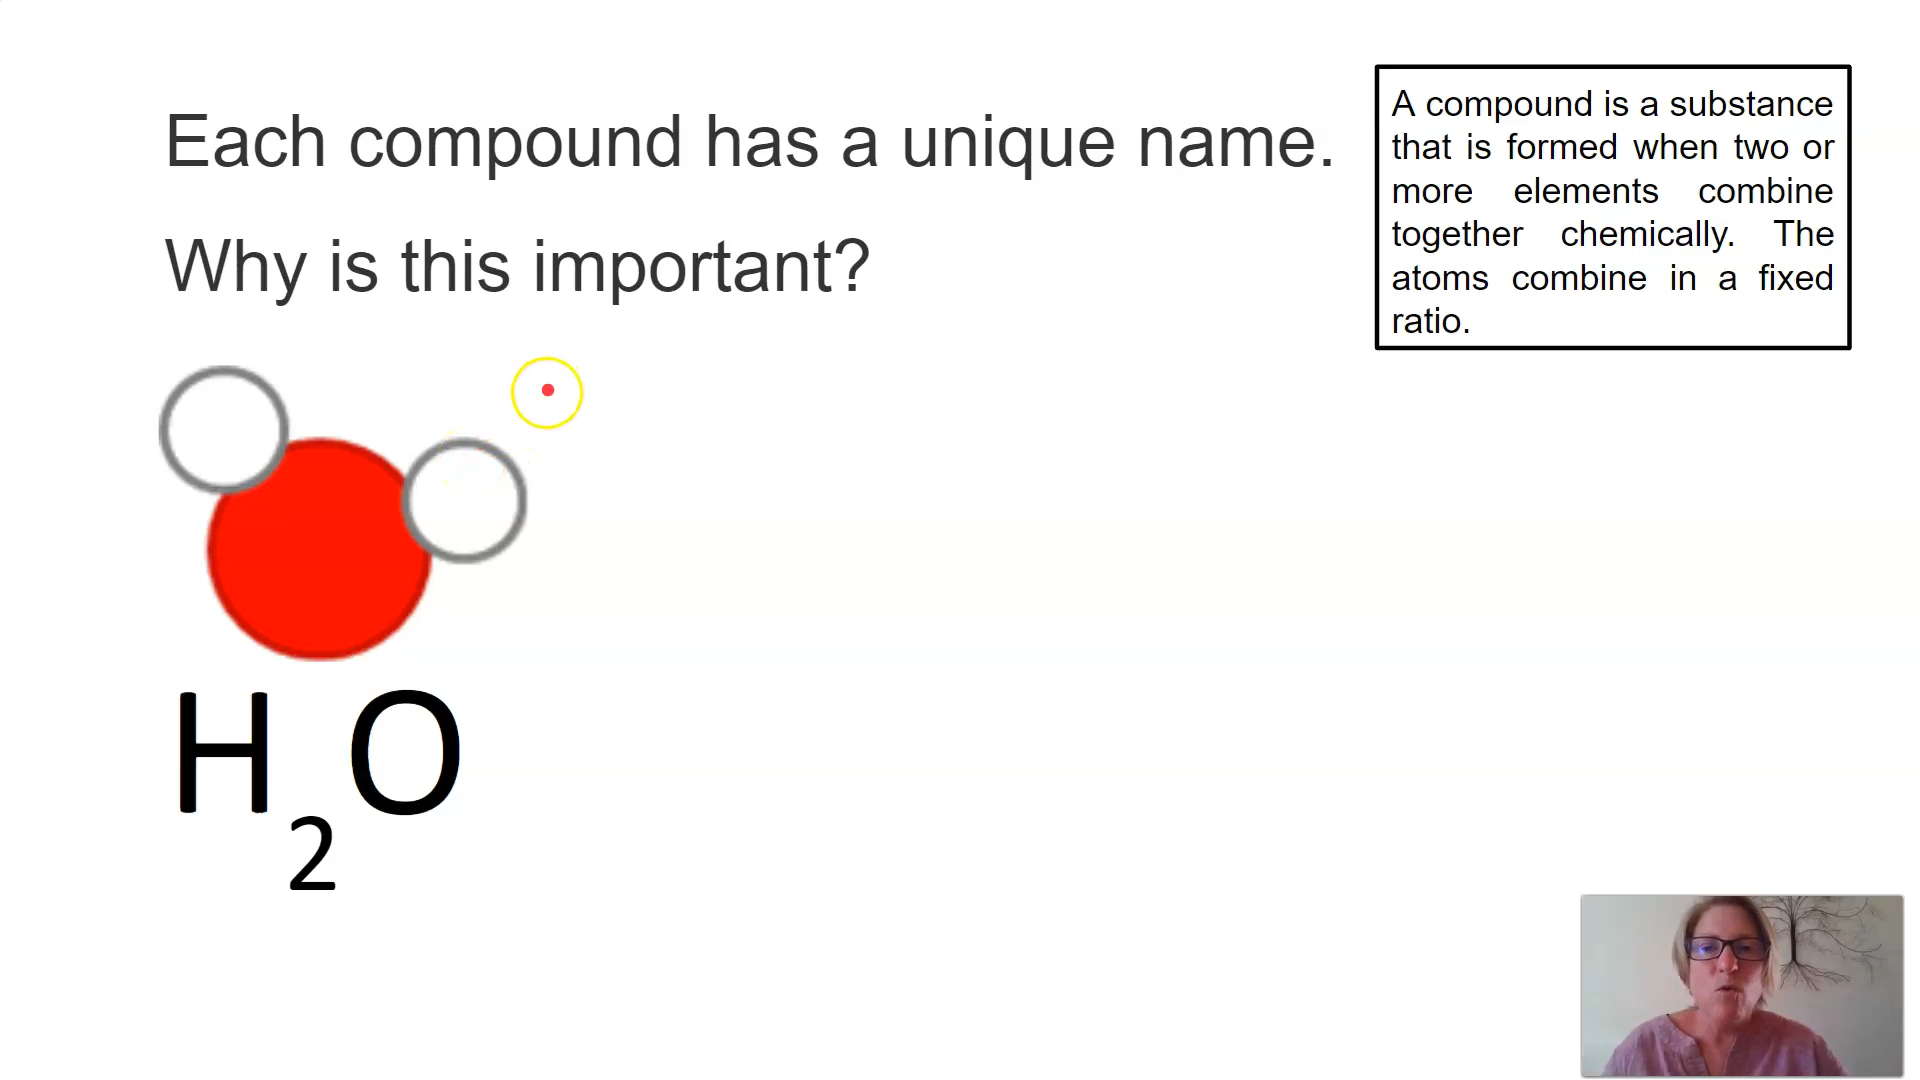 Each compound has a unique name.
Why is this important?
A compound is a substance
that is formed when two or
more elements combine
together chemically. The
atoms combine in a fixed
ratio.
H2O